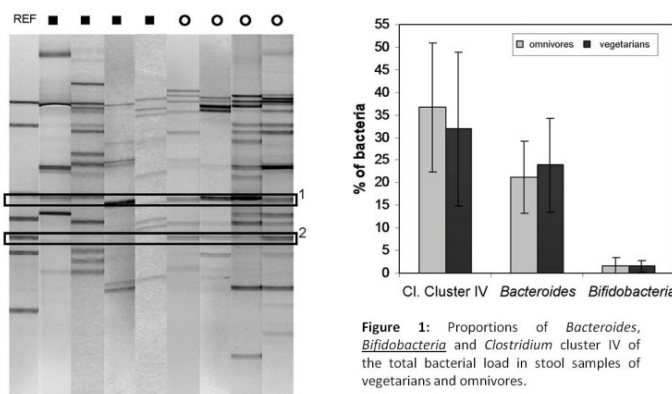 REF
1
2
55
50
45
40
35
30
25
20
15
10
5
0
% of bacteria
omnivores vegetarians
Cl. Cluster IV Bacteroides Bifidobacteria
Figure 1: Proportions of Bacteroides,
Bifidobacteria and Clostridium cluster IV of
the total bacterial load in stool samples of
vegetarians and omnivores.